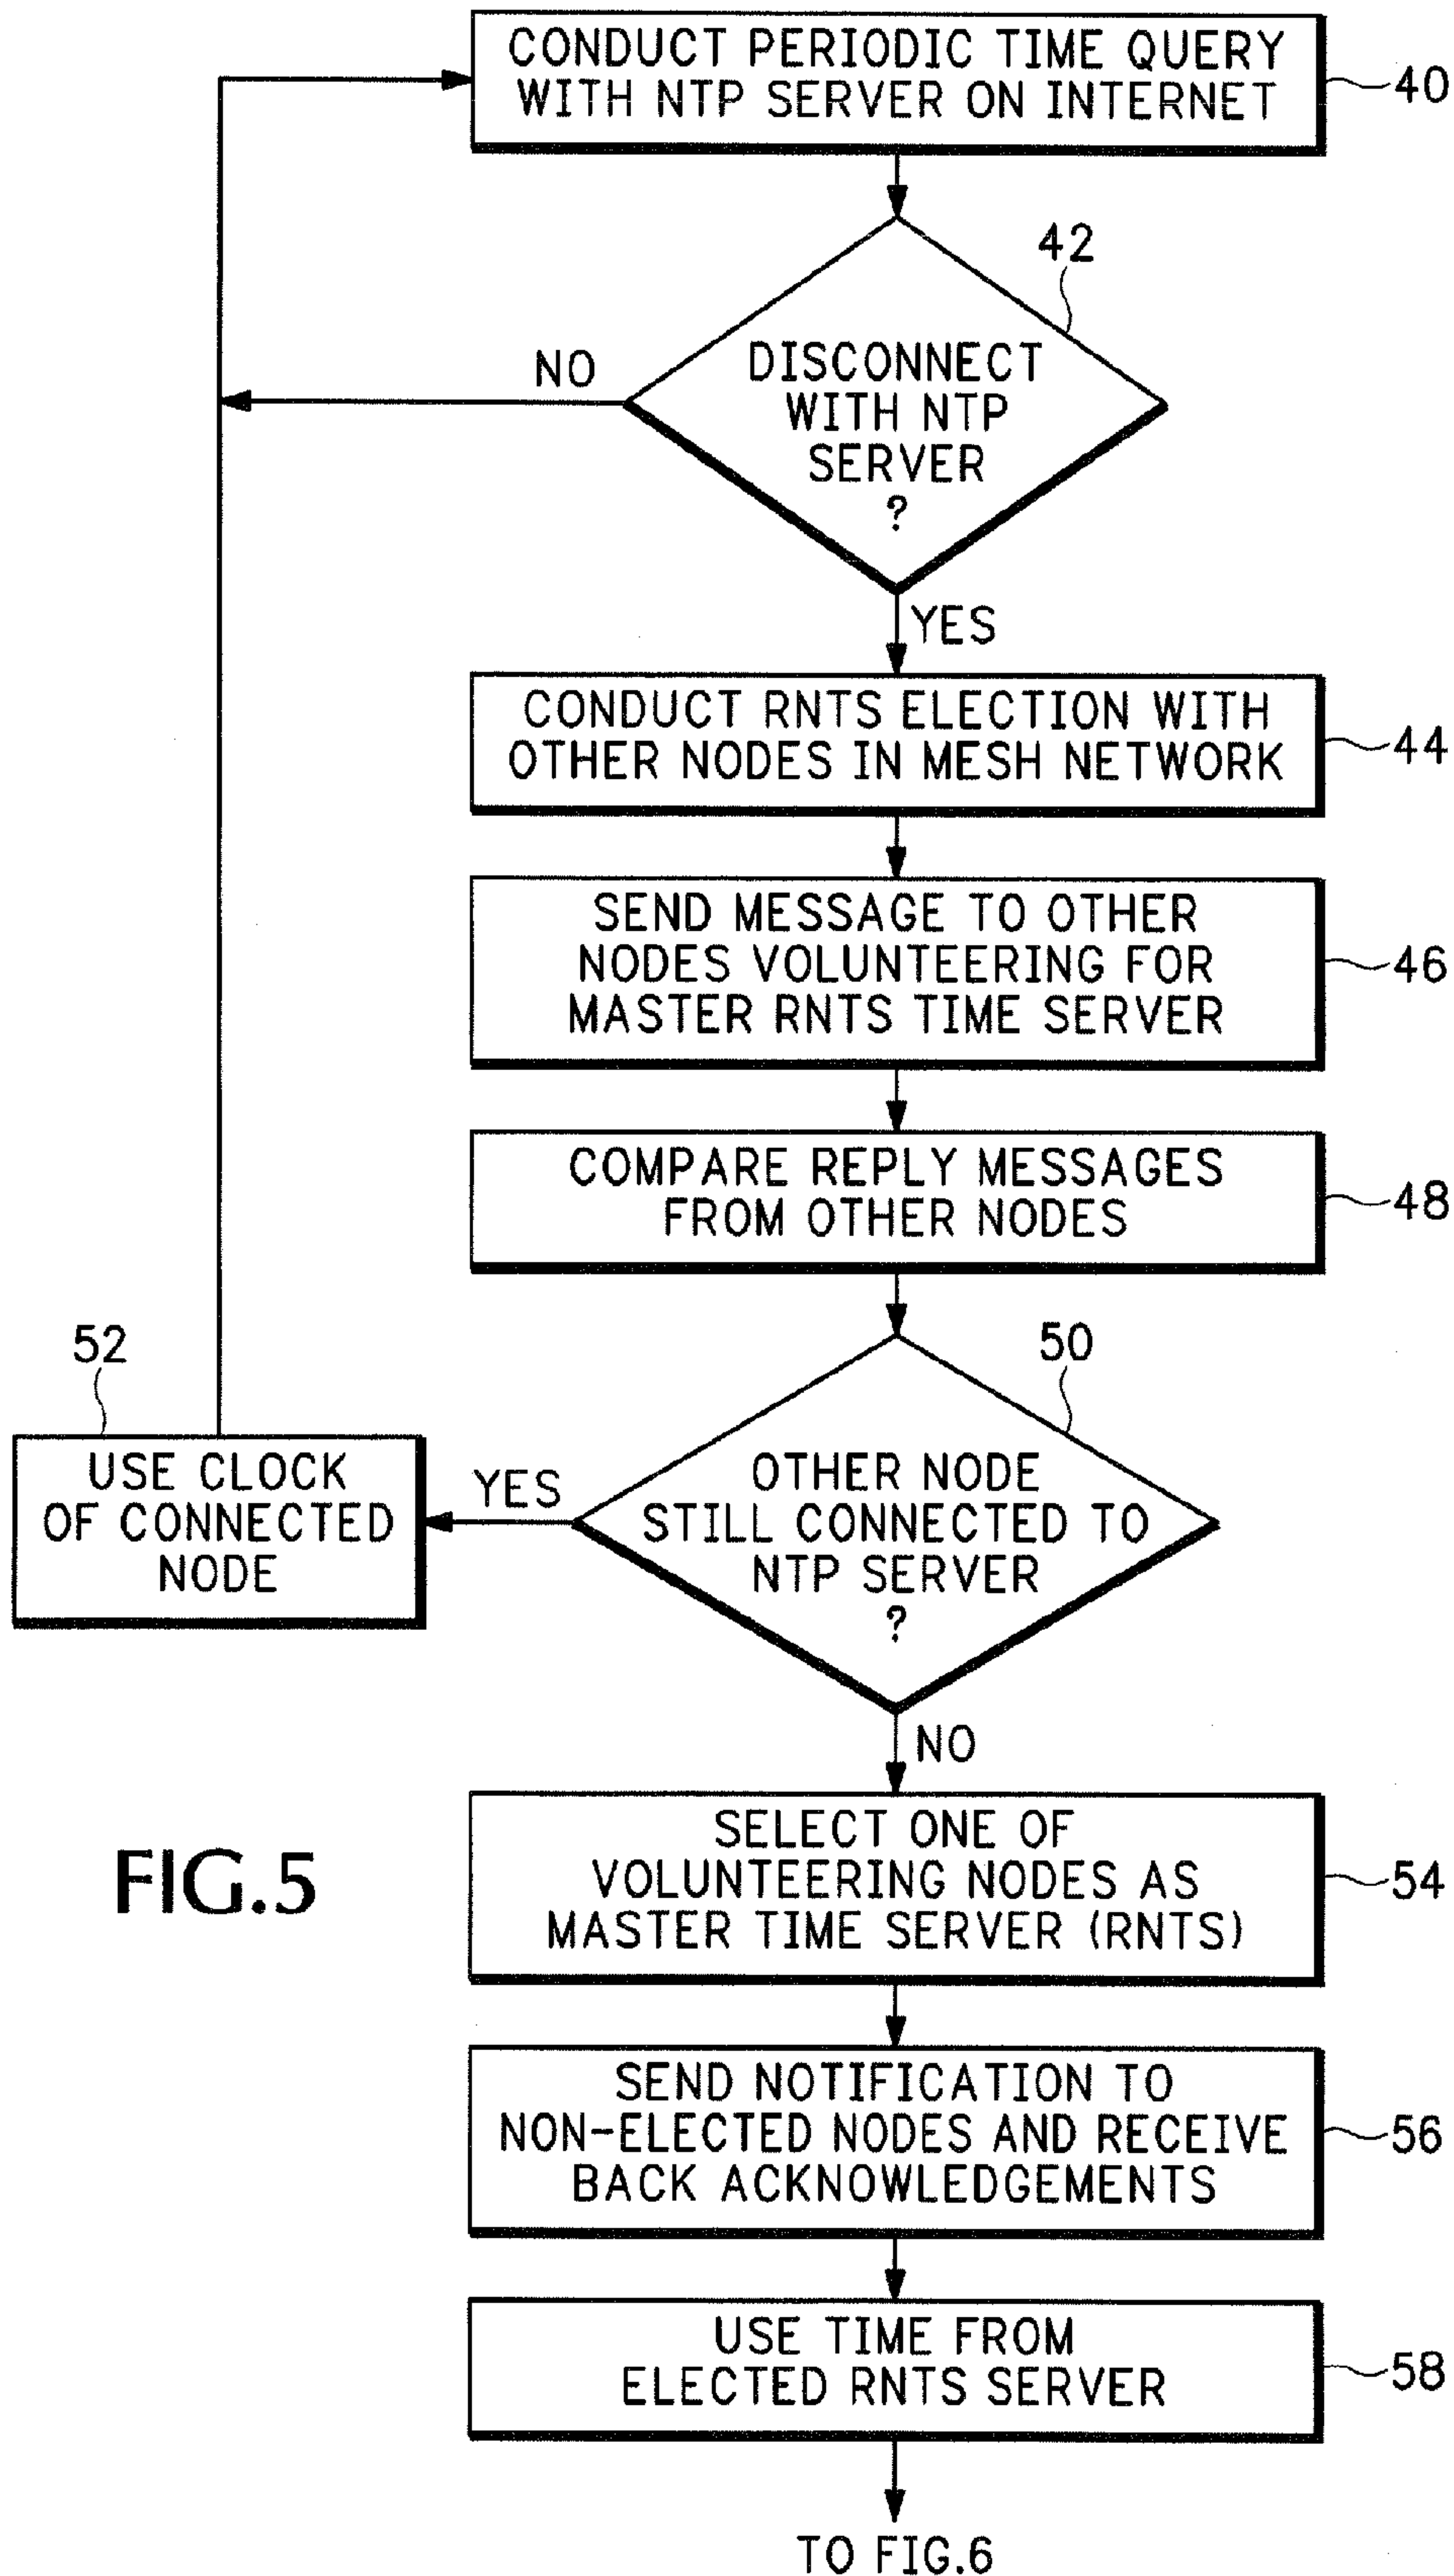 CONDUCT PERIODIC TIME QUERY
WITH NTP SERVER ON INTERNET
40
42
DISCONNECT
WITH NTP
SERVER
?
NO
YES
CONDUCT RNTS ELECTION WITH
OTHER NODES IN MESH NETWORK
44
SEND MESSAGE TO OTHER
NODES VOLUNTEERING FOR
MASTER RNTS TIME SERVER
46
COMPARE REPLY MESSAGES
FROM OTHER NODES
48
50
OTHER NODE
STILL CONNECTED TO
NTP SERVER
?
YES
52
USE CLOCK
OF CONNECTED
NODE
NO
SELECT ONE OF
VOLUNTEERING NODES AS
MASTER TIME SERVER (RNTS)
54
FIG.5
SEND NOTIFICATION TO
NON-ELECTED NODES AND RECEIVE
BACK ACKNOWLEDGEMENTS
56
USE TIME FROM
ELECTED RNTS SERVER
58
TO FIG.6